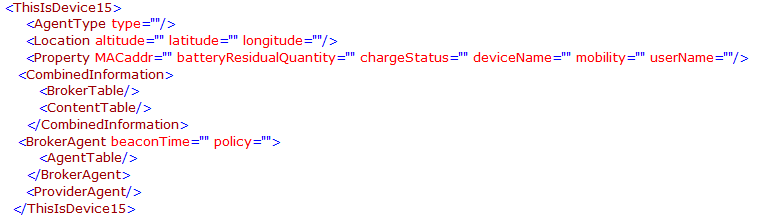 <ThisIsDevice15>
<AgentType type=""/>
<Location altitude="" latitude="" longitude=""/>
<Property MACaddr="" batteryResidualQuantity="" chargeStatus="" deviceName="" mobility="" userName=""/>
<CombinedInformation>
<BrokerTable/>
<ContentTable/>
</CombinedInformation>
<BrokerAgent beaconTime="" policy="">
<AgentTable/>
</BrokerAgent>
<ProviderAgent/>
</ThisIsDevice15>